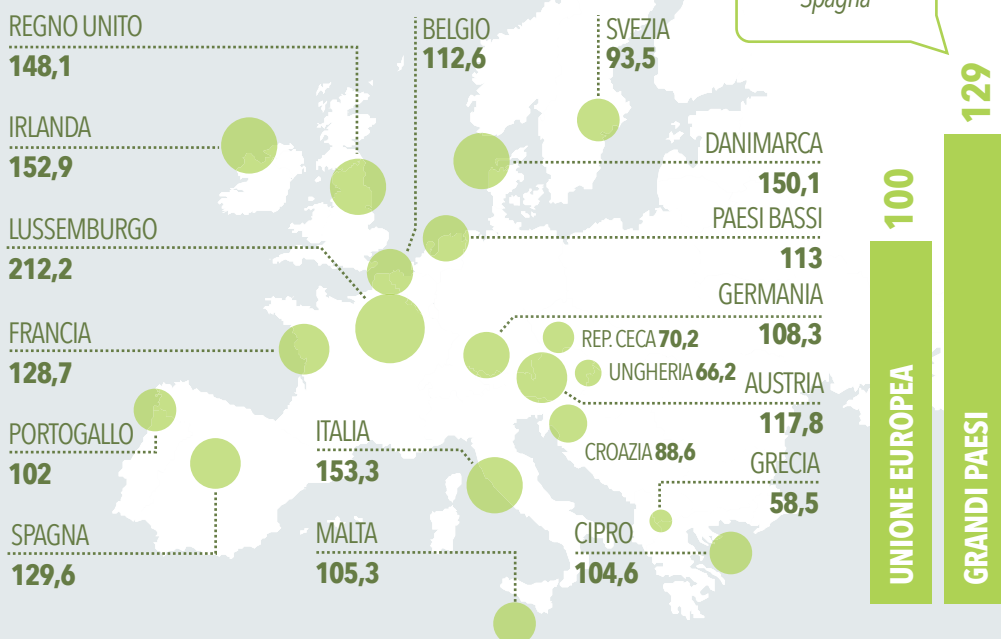 Spagna
REGNO UNITO
148,1
BELGIO
112,6
SVEZIA
93,5
IRLANDA
152,9
DANIMARCA
150,1
LUSSEMBURGO
212,2
PAESI BASSI
113
FRANCIA
128,7
GERMANIA
108,3
REP. CECA 70,2
UNGHERIA 66,2
AUSTRIA
117,8
PORTOGALLO
102
ITALIA
153,3
CROAZIA 88,6
GRECIA
58,5
SPAGNA
129,6
MALTA
105,3
CIPRO
104,6
100
UNIONE EUROPEA
129
GRANDI PAESI